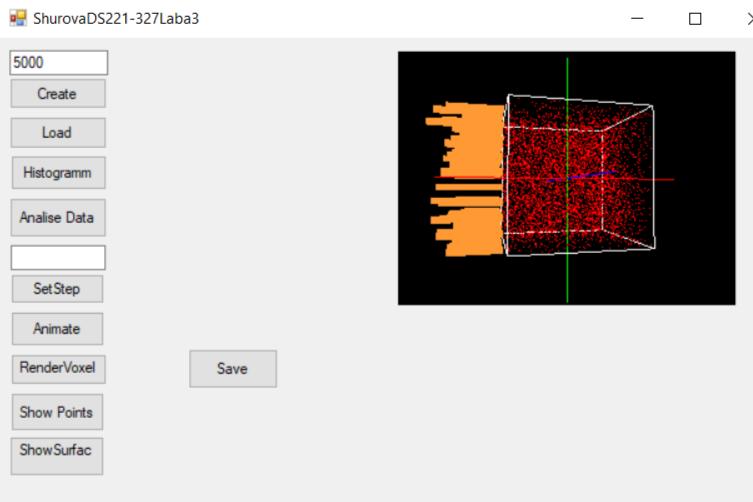 ShurovaDS221-327Laba3
5000
Create
Load
Histogramm
Analise Data
SetStep
Animate
RenderVoxel
Save
Show Points
ShowSurfac